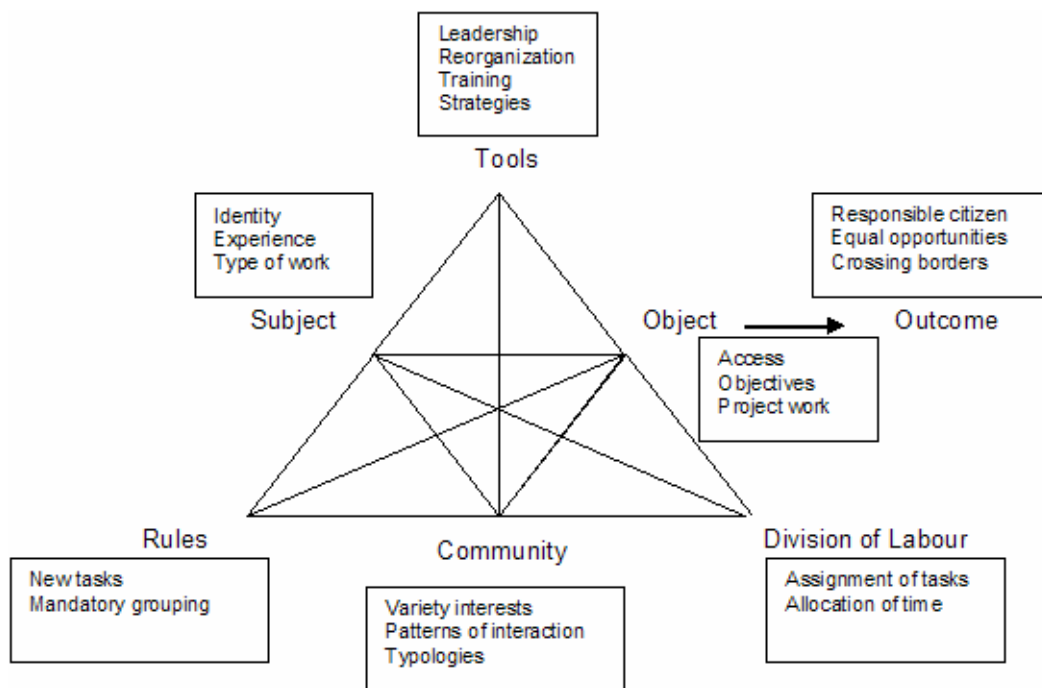 Leadership
Reorganization
Training
Strategies
Tools
Identity
Experience
Type of work
Subject
Responsible citizen
Equal opportunities
Crossing borders
Object
Outcome
Access
Objectives
Project work
Rules
New tasks
Mandatory grouping
Community
Variety interests
Patterns of interaction
Typologies
Division of Labour
Assignment of tasks
Allocation of time